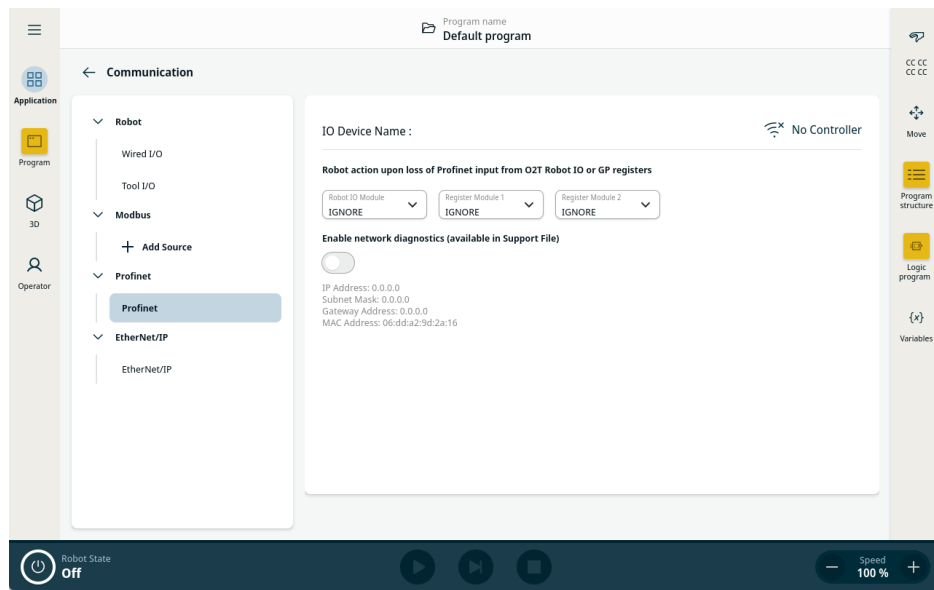 Program name
Default program
Communication
Application
Program
3D
Operator
Robot
Wired I/O
Tool I/O
Modbus
Add Source
Profinet
Profinet
EtherNet/IP
EtherNet/IP
IO Device Name :
No Controller
Robot action upon loss of Profinet input from O2T Robot IO or GP registers
Robot IO Module
IGNORE
Register Module 1
IGNORE
Register Module 2
IGNORE
Enable network diagnostics (available in Support File)
IP Address: 0.0.0.0
Subnet Mask: 0.0.0.0
Gateway Address: 0.0.0.0
MAC Address: 06:dd:a2:9d:2a:16
CC CC
CC CC
Move
Program
structure
Logic
program
{x}
Variables
Robot State
Off
Speed
100 %